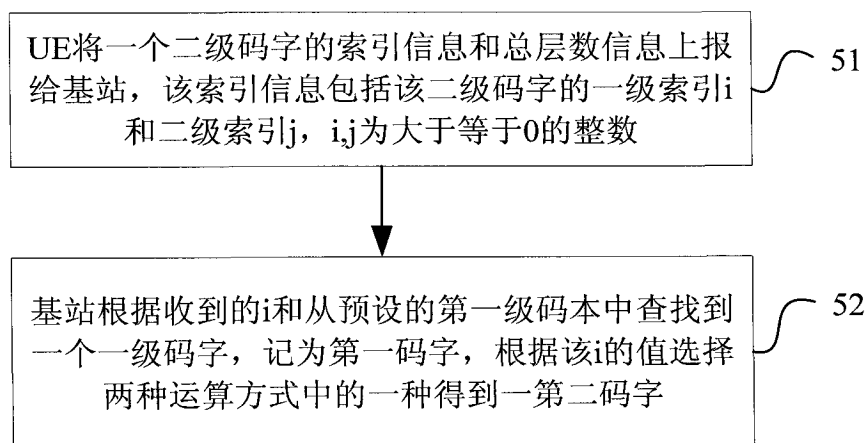 UE将一个二级码字的索引信息和总层数信息上报
给基站，该索引信息包括该二级码字的一级索引i
和二级索引j，i,j为大于等于0的整数
51
基站根据收到的i和从预设的第一级码本中查找到
一个一级码字，记为第一码字，根据该i的值选择
两种运算方式中的一种得到一第二码字
52